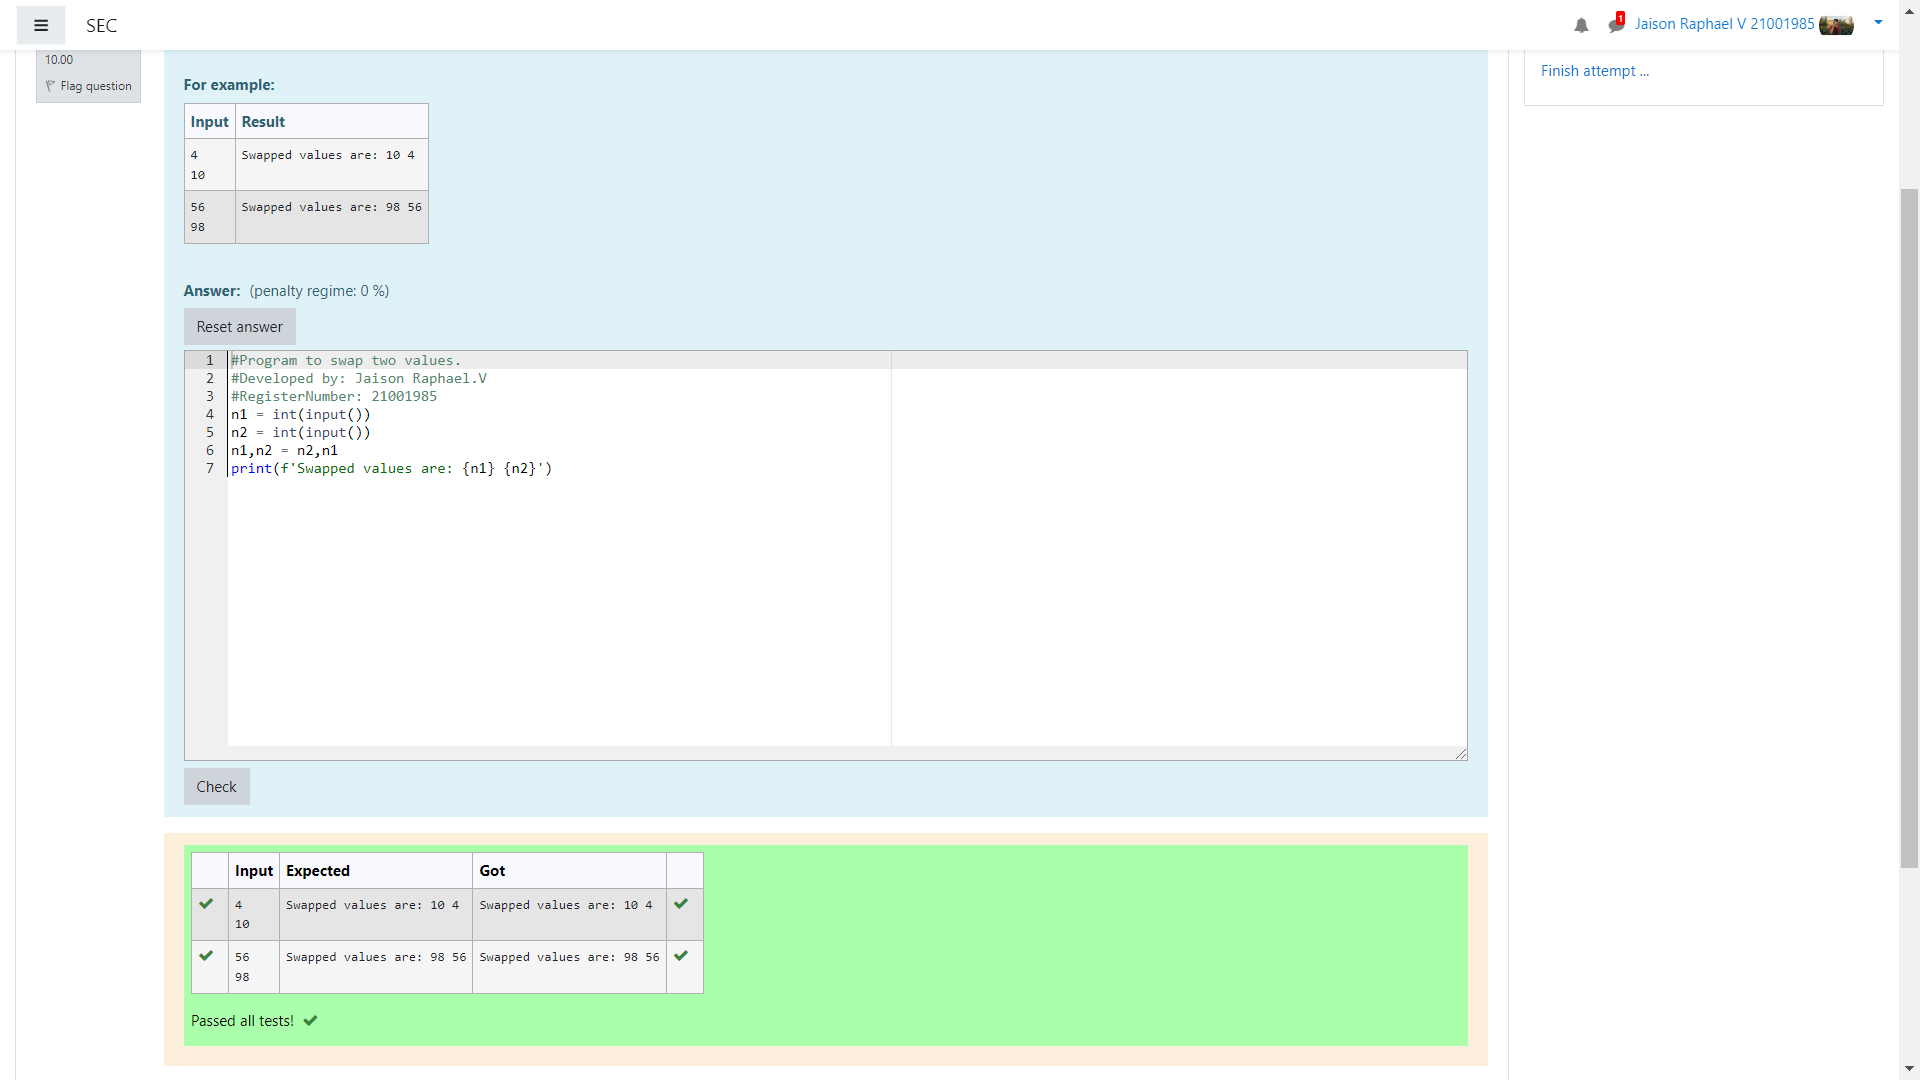 SEC
1
Jaison Raphael V 21001985
10.00
Flag question
Finish attempt ...
For example:
Input Result
4
10
Swapped values are: 10 4
56
98
Swapped values are: 98 56
Answer: (penalty regime: 0 %)
Reset answer
1 #Program to swap two values.
2 #Developed by: Jaison Raphael.V
3 #RegisterNumber: 21001985
4 n1 = int(input())
5 n2 = int(input())
6 n1,n2 = n2,n1
7 print(f'Swapped values are: {n1} {n2}')
Check
Input Expected Got
4
10
Swapped values are: 10 4 Swapped values are: 10 4
56
98
Swapped values are: 98 56 Swapped values are: 98 56
Passed all tests!